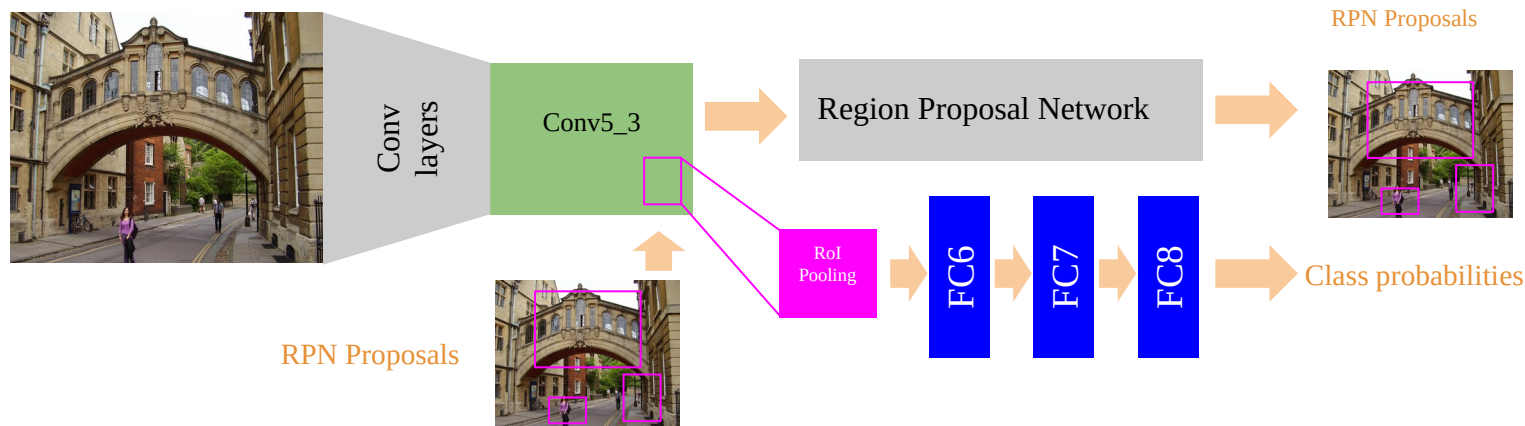 RPN Proposals
Conv
layers
Conv5_3
Region Proposal Network
RoI
Pooling
FC6
FC7
FC8
Class probabilities
RPN Proposals